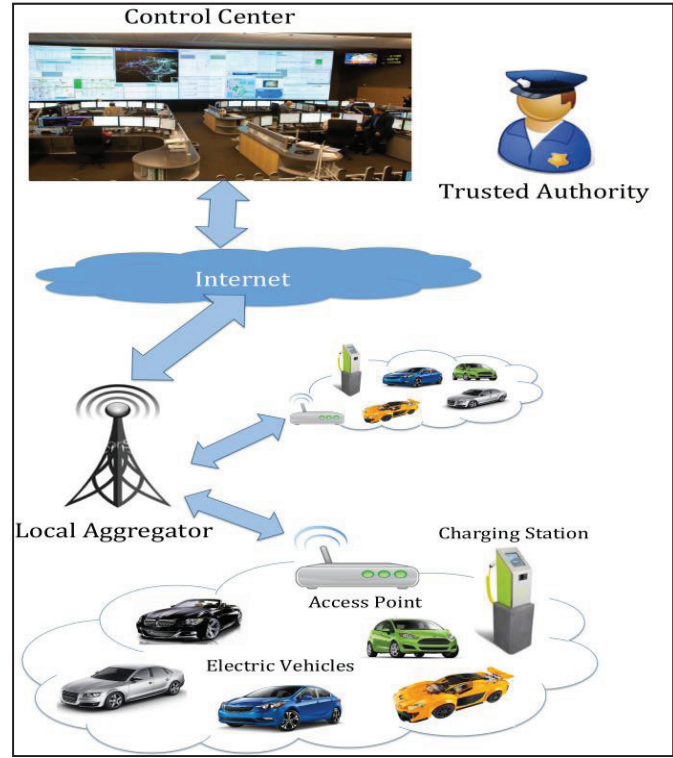 Control Center
Trusted Authority
Internet
Local Aggregator
Charging Station
Access Point
Electric Vehicles